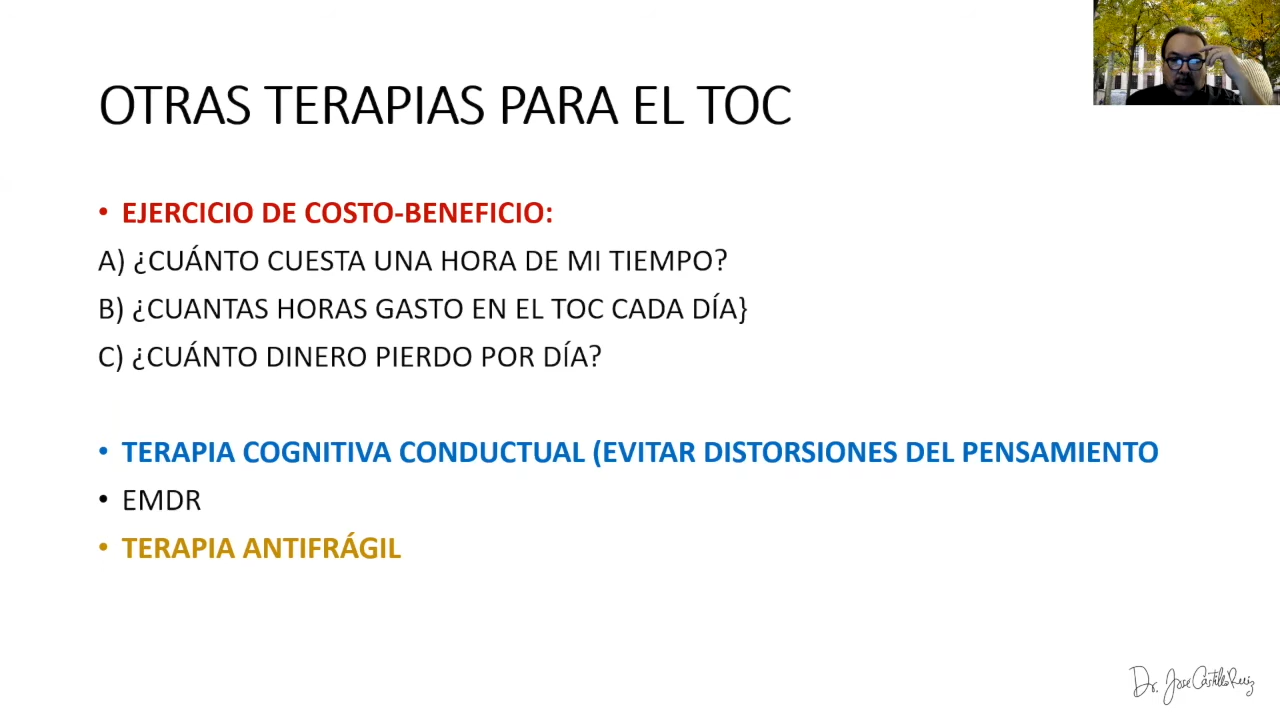 OTRAS TERAPIAS PARA EL TOC
• EJERCICIO DE COSTO-BENEFICIO:
A) ¿CUÁNTO CUESTA UNA HORA DE MI TIEMPO?
B) ¿CUANTAS HORAS GASTO EN EL TOC CADA DÍA}
C) ¿CUÁNTO DINERO PIERDO POR DÍA?
• TERAPIA COGNITIVA CONDUCTUAL (EVITAR DISTORSIONES DEL PENSAMIENTO
• EMDR
• TERAPIA ANTIFRÁGIL
Dr. Jose Castillo Ruiz